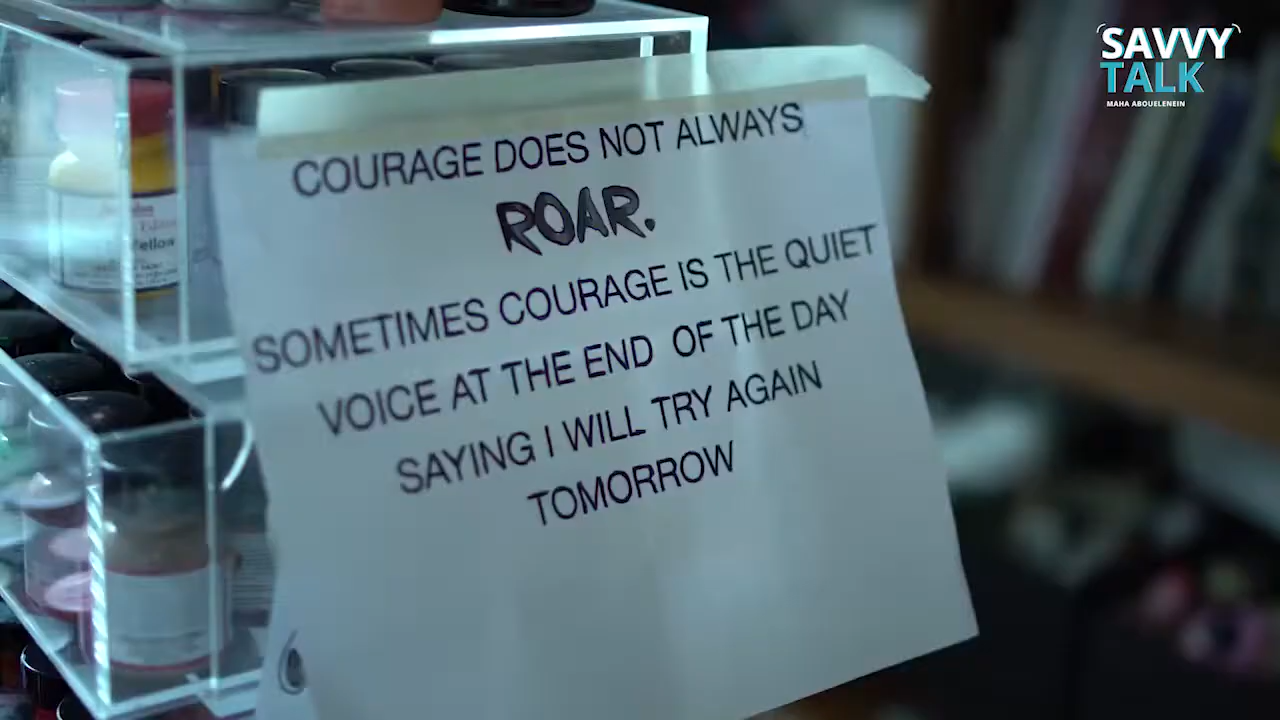 SAVVY
TALK
MAHA ABOUELENEIN
COURAGE DOES NOT ALWAYS
ROAR.
SOMETIMES COURAGE IS THE QUIET
VOICE AT THE END OF THE DAY
SAYING I WILL TRY AGAIN
TOMORROW